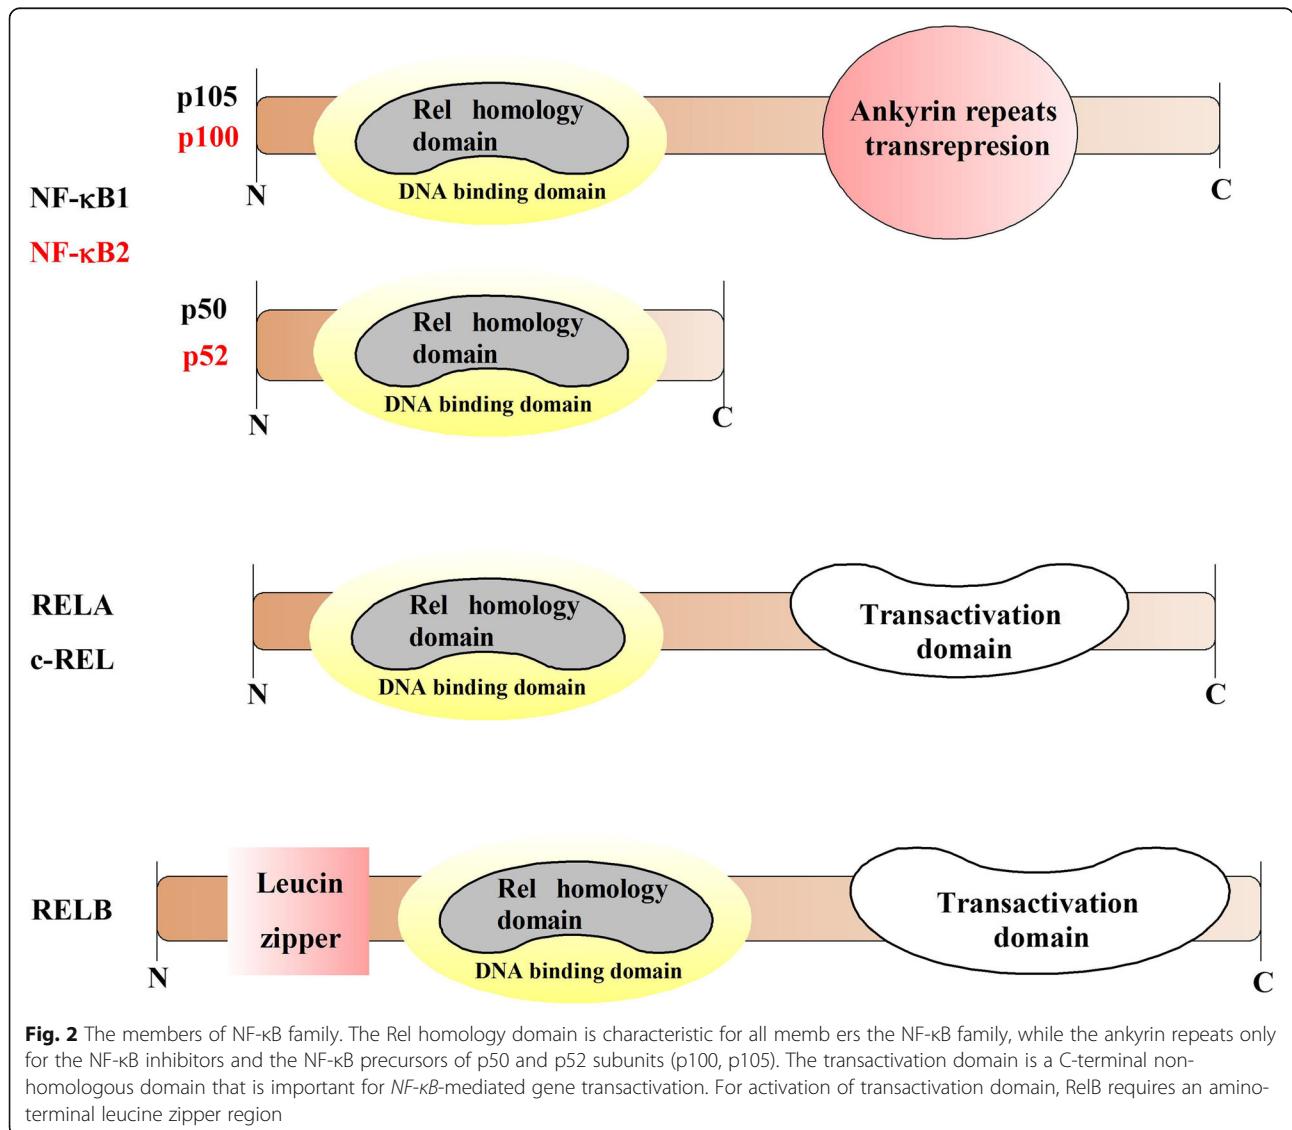 p105
p100
Rel homology
domain
DNA binding domain
Ankyrin repeats
transrepresion
N
C
NF-κB1
NF-κB2
p50
p52
Rel homology
domain
DNA binding domain
N
C
RELA
c-REL
Rel homology
domain
DNA binding domain
Transactivation
domain
N
C
RELB
Leucin
zipper
Rel homology
domain
DNA binding domain
Transactivation
domain
N
C
Fig. 2 The members of NF-κB family. The Rel homology domain is characteristic for all memb ers the NF-κB family, while the ankyrin repeats only
for the NF-κB inhibitors and the NF-κB precursors of p50 and p52 subunits (p100, p105). The transactivation domain is a C-terminal non-
homologous domain that is important for NF-κB-mediated gene transactivation. For activation of transactivation domain, RelB requires an amino-
terminal leucine zipper region